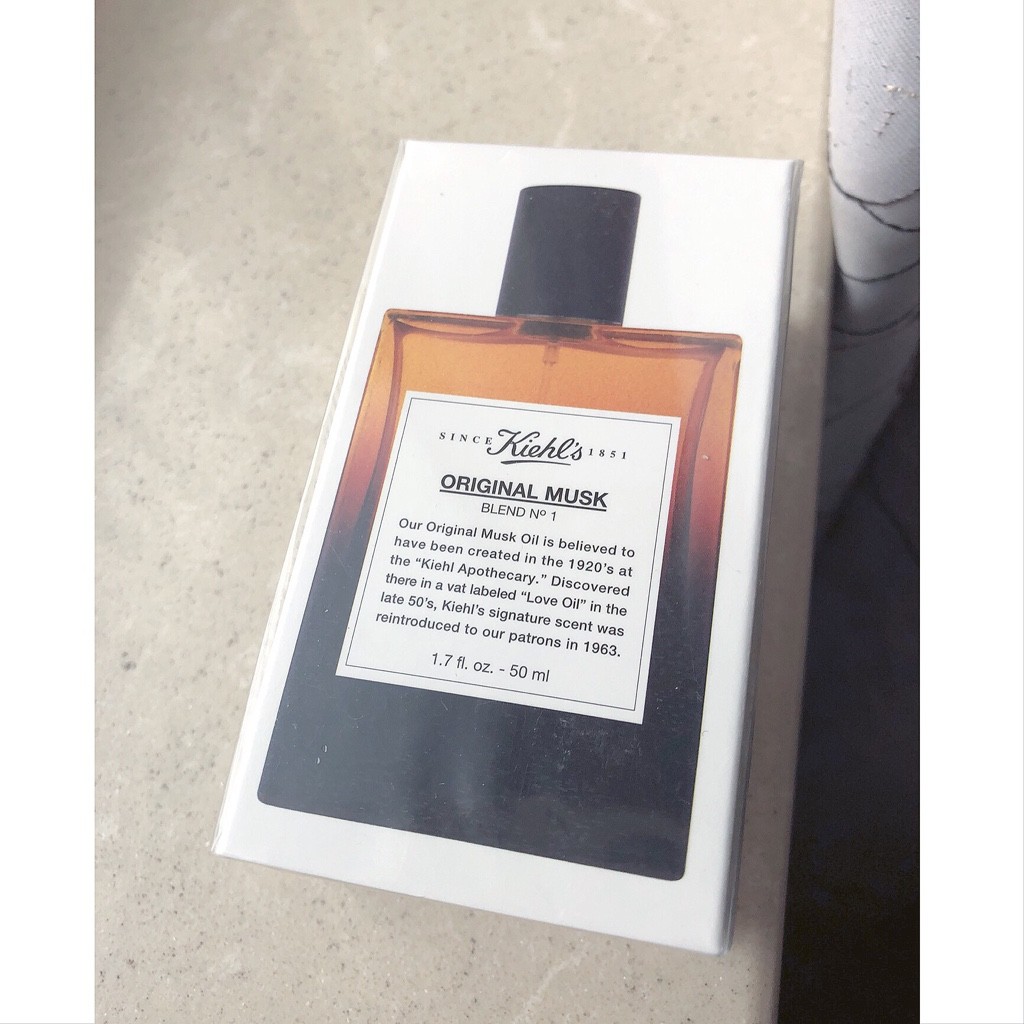 SINCE Kiehl's 1851
ORIGINAL MUSK
BLEND Nº 1
Our Original Musk Oil is believed to
have been created in the 1920's at
the “Kiehl Apothecary.” Discovered
there in a vat labeled “Love Oil” in the
late 50's, Kiehl's signature scent was
reintroduced to our patrons in 1963.
1.7 fl. oz. - 50 ml